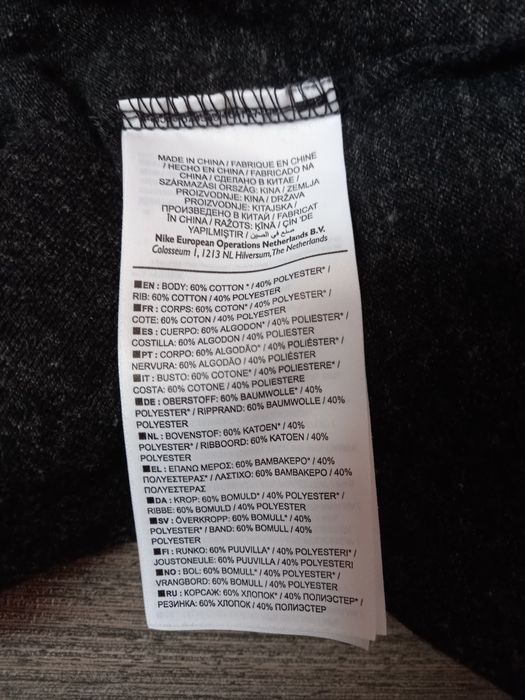 MADE IN CHINA / FABRIQUE EN CHINE
/ HECHO EN CHINA / FABRICADO NA
CHINA / СДЕЛАНО В КИТАЕ /
SZÁRMAZÁSI ORSZÁG: KINA / ZEMLJA
PROIZVODNJE: KINA / DRŽAVA
PROIZVODNJE: KITAJSKA /
ПРОИЗВЕДЕНО В КИТАЙ / FABRICAT
ÎN CHINA / RAŽOTS: ĶĪNĀ / ÇİN 'DE
YAPILMIŞTIR / صنع في الصين
Nike European Operations Netherlands B.V.
Colosseum 1, 1213 NL Hilversum, The Netherlands
■EN : BODY: 60% COTTON * / 40% POLYESTER* /
RIB: 60% COTTON / 40% POLYESTER
■FR : CORPS: 60% COTON* / 40% POLYESTER* /
COTE: 60% COTON / 40% POLYESTER
■ES : CUERPO: 60% ALGODON* / 40% POLIESTER* /
COSTILLA: 60% ALGODON / 40% POLIESTER
■PT : CORPO: 60% ALGODÃO* / 40% POLIÉSTER* /
NERVURA: 60% ALGODÃO / 40% POLIÉSTER
■IT : BUSTO: 60% COTONE* / 40% POLIESTERE* /
COSTA: 60% COTONE / 40% POLIESTERE
■DE : OBERSTOFF: 60% BAUMWOLLE* / 40%
POLYESTER* / RIPPRAND: 60% BAUMWOLLE / 40%
POLYESTER
■NL : BOVENSTOF: 60% KATOEN* / 40%
POLYESTER* / RIBBOORD: 60% KATOEN / 40%
POLYESTER
■EL : ΕΠΑΝΩ ΜΕΡΟΣ: 60% ΒΑΜΒΑΚΕΡΟ* / 40%
ΠΟΛΥΕΣΤΕΡΑΣ* / ΛΑΣΤΙΧΟ: 60% ΒΑΜΒΑΚΕΡΟ / 40%
ΠΟΛΥΕΣΤΕΡΑΣ
■DA : KROP: 60% BOMULD* / 40% POLYESTER* /
RIBBE: 60% BOMULD / 40% POLYESTER
■SV : ÖVERKROPP: 60% BOMULL* / 40%
POLYESTER* / BAND: 60% BOMULL / 40%
POLYESTER
■FI : RUNKO: 60% PUUVILLA* / 40% POLYESTERI* /
JOUSTONEULE: 60% PUUVILLA / 40% POLYESTERI
■NO : BOL: 60% BOMULL* / 40% POLYESTER* /
VRANGBORD: 60% BOMULL / 40% POLYESTER
■RU : КОРСАЖ: 60% ХЛОПОК* / 40% ПОЛИЭСТЕР* /
РЕЗИНКА: 60% ХЛОПОК / 40% ПОЛИЭСТЕР